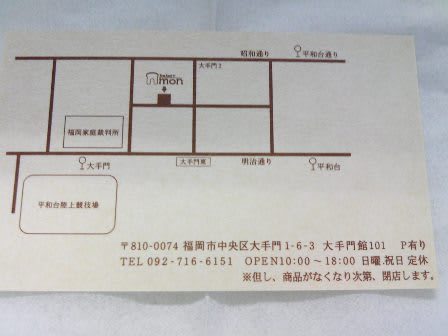 昭和通り
平和台通り
大手門2
mon
福岡家庭裁判所
大手門
大手門東
明治通り
平和台
平和台陸上競技場
〒810-0074 福岡市中央区大手門1-6-3 大手門館101 P有り
TEL 092-716-6151 OPEN10:00~18:00 日曜.祝日 定休
※但し、商品がなくなり次第、閉店します。